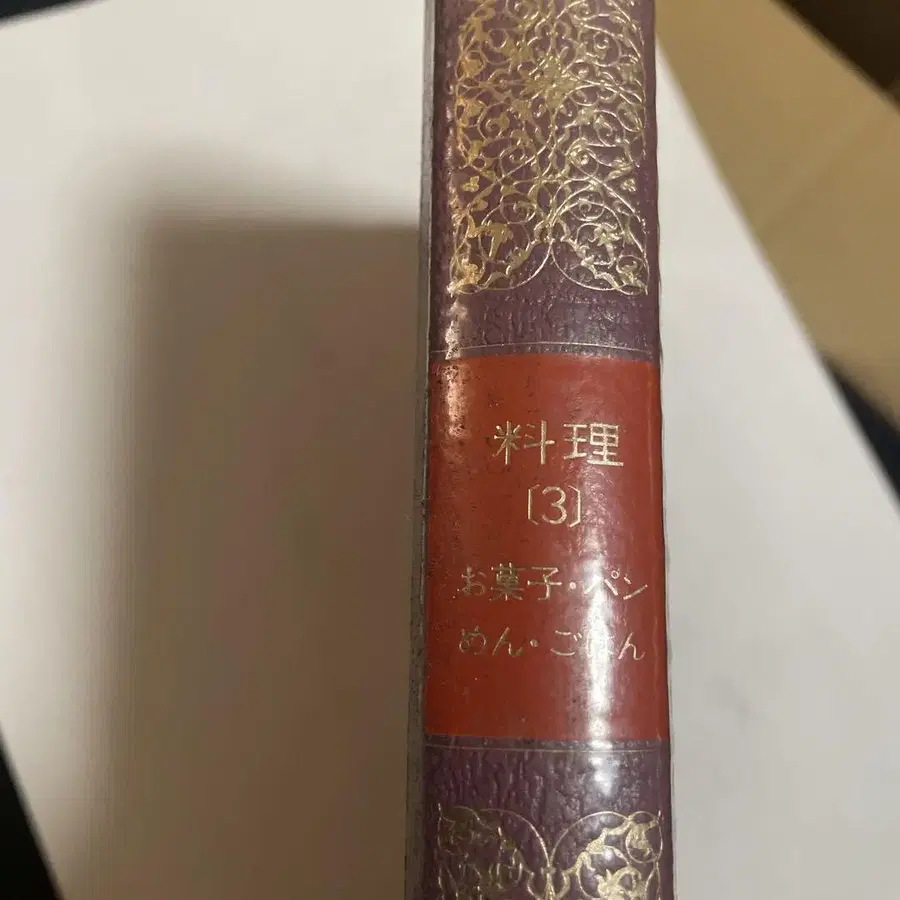 料理
〔3〕
お菓子・パン
めん・ごはん